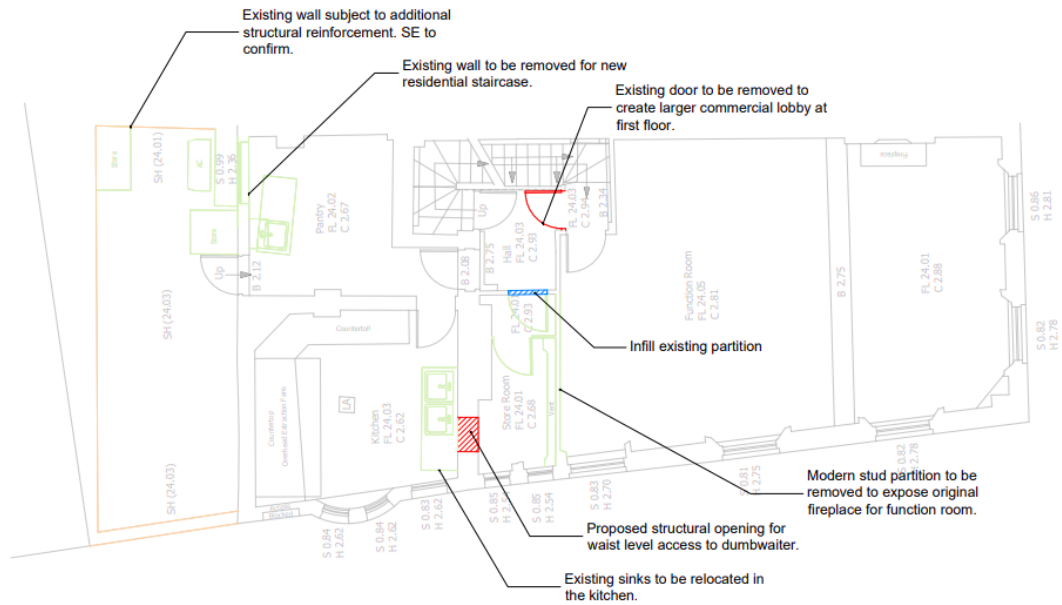 Existing wall subject to additional
structural reinforcement. SE to
confirm.
Existing wall to be removed for new
residential staircase.
Existing door to be removed to
create larger commercial lobby at
first floor.
Store
SH (24.01)
AC
S 0.99
H 2.36
Store
Up
B 2.12
Pantry
FL 24.02
C 2.67
Up
B 2.08
B 2.75
Hall
FL 24.03
C 2.93
FL 24.03
C 2.94
B 2.34
Fireplace
S 0.86
H 2.81
Function Room
FL 24.05
C 2.81
B 2.75
FL 24.01
C 2.88
S 0.82
H 2.78
SH (24.03)
Countertop
C 2.93
Infill existing partition
Countertop
Overhead Extraction Fans
LA
Kitchen
FL 24.03
C 2.62
Store Room
FL 24.01
C 2.68
Vent
SH (24.03)
S 0.84
H 2.62
S 0.84
H 2.62
S 0.83
H 2.62
S 0.85
S 0.85
H 2.54
S 0.83
H 2.70
S 0.81
H 2.75
S 0.82
H 2.78
Modern stud partition to be
removed to expose original
fireplace for function room.
Proposed structural opening for
waist level access to dumbwaiter.
Existing sinks to be relocated in
the kitchen.